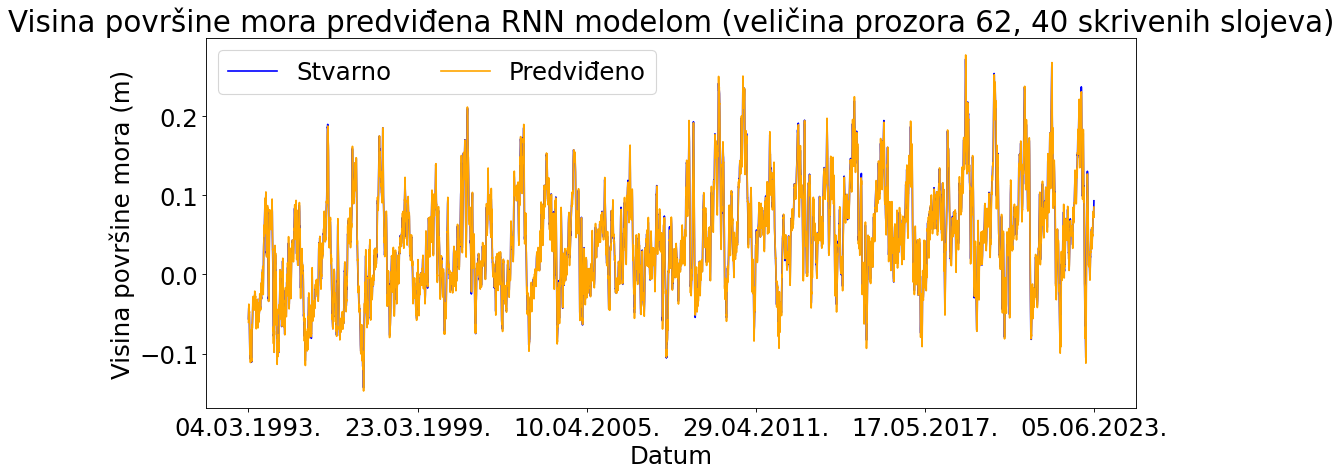 Visina površine mora predviđena RNN modelom (veličina prozora 62, 40 skrivenih slojeva)
Stvarno
Predviđeno
Visina površine mora (m)
0.2
0.1
0.0
−0.1
04.03.1993.
23.03.1999.
10.04.2005.
29.04.2011.
17.05.2017.
05.06.2023.
Datum